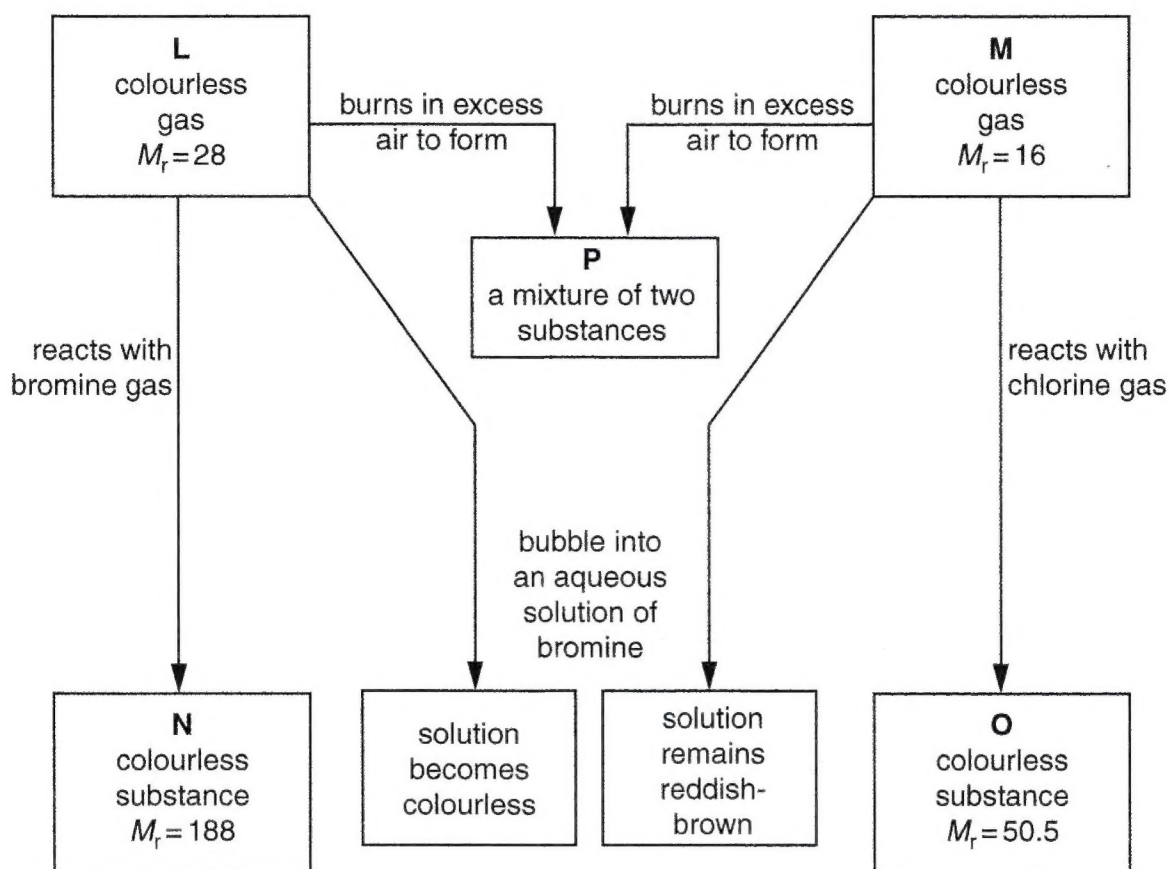 L
colourless
gas
Mr = 28
M
colourless
gas
Mr = 16
burns in excess
air to form
burns in excess
air to form
P
a mixture of two
substances
reacts with
bromine gas
reacts with
chlorine gas
bubble into
an aqueous
solution of
bromine
N
colourless
substance
Mr = 188
solution
becomes
colourless
solution
remains
reddish-
brown
O
colourless
substance
Mr = 50.5